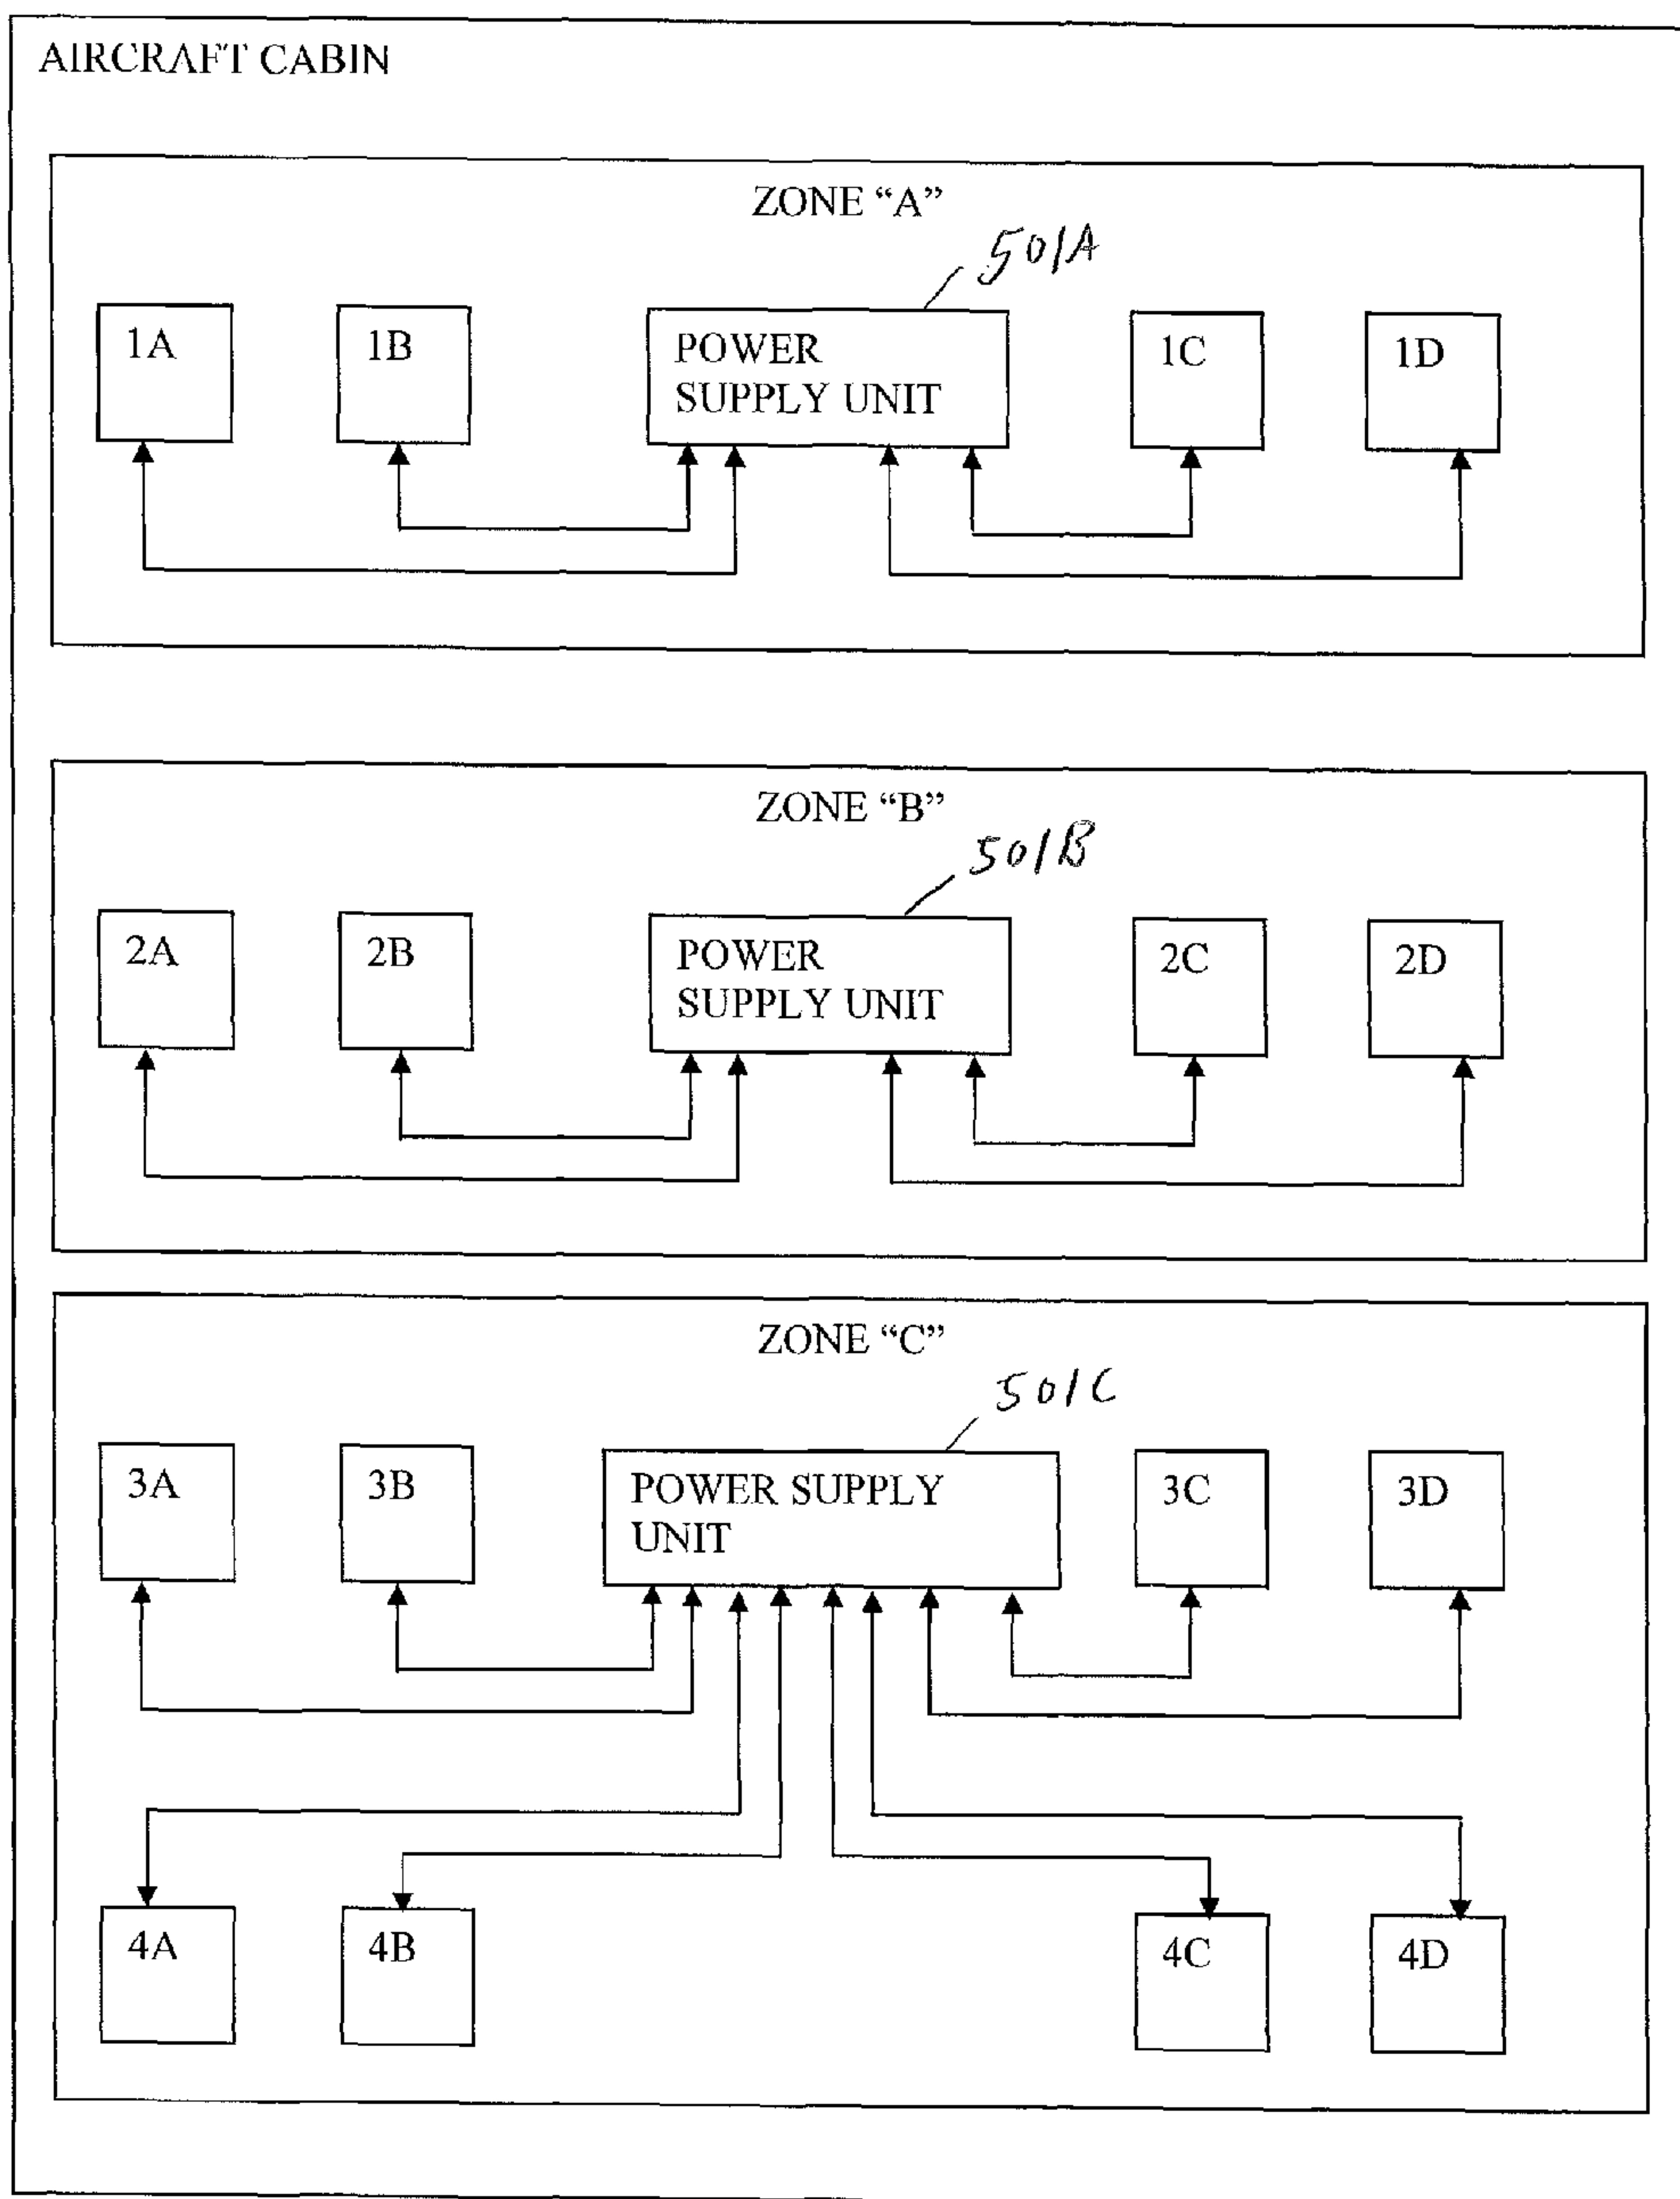 AIRCRAFT CABIN
ZONE “A”
501A
1A
1B
POWER
SUPPLY UNIT
1C
1D
ZONE “B”
501B
2A
2B
POWER
SUPPLY UNIT
2C
2D
ZONE “C”
501C
3A
3B
POWER SUPPLY
UNIT
3C
3D
4A
4B
4C
4D